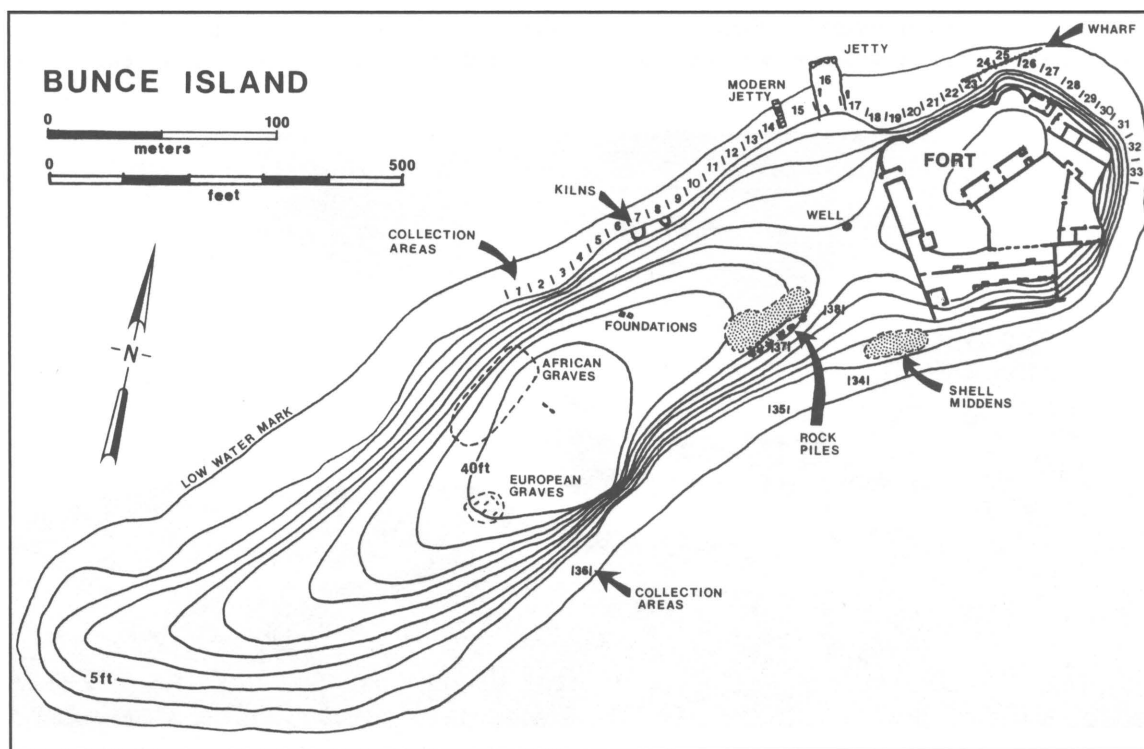 BUNCE ISLAND
0 100
meters
0 500
feet
WHARF
JETTY
MODERN
JETTY
KILNS
COLLECTION
AREAS
1 2 3 4 5 6 7 8 9 10 11 12 13 14 15 16 17 18 19 20 21 22 23 24 25 26 27 28 29 30 31 32 33
FORT
WELL
N
FOUNDATIONS
38
37
AFRICAN
GRAVES
34
SHELL
MIDDENS
35
ROCK
PILES
LOW WATER MARK
40ft
EUROPEAN
GRAVES
36
COLLECTION
AREAS
5ft